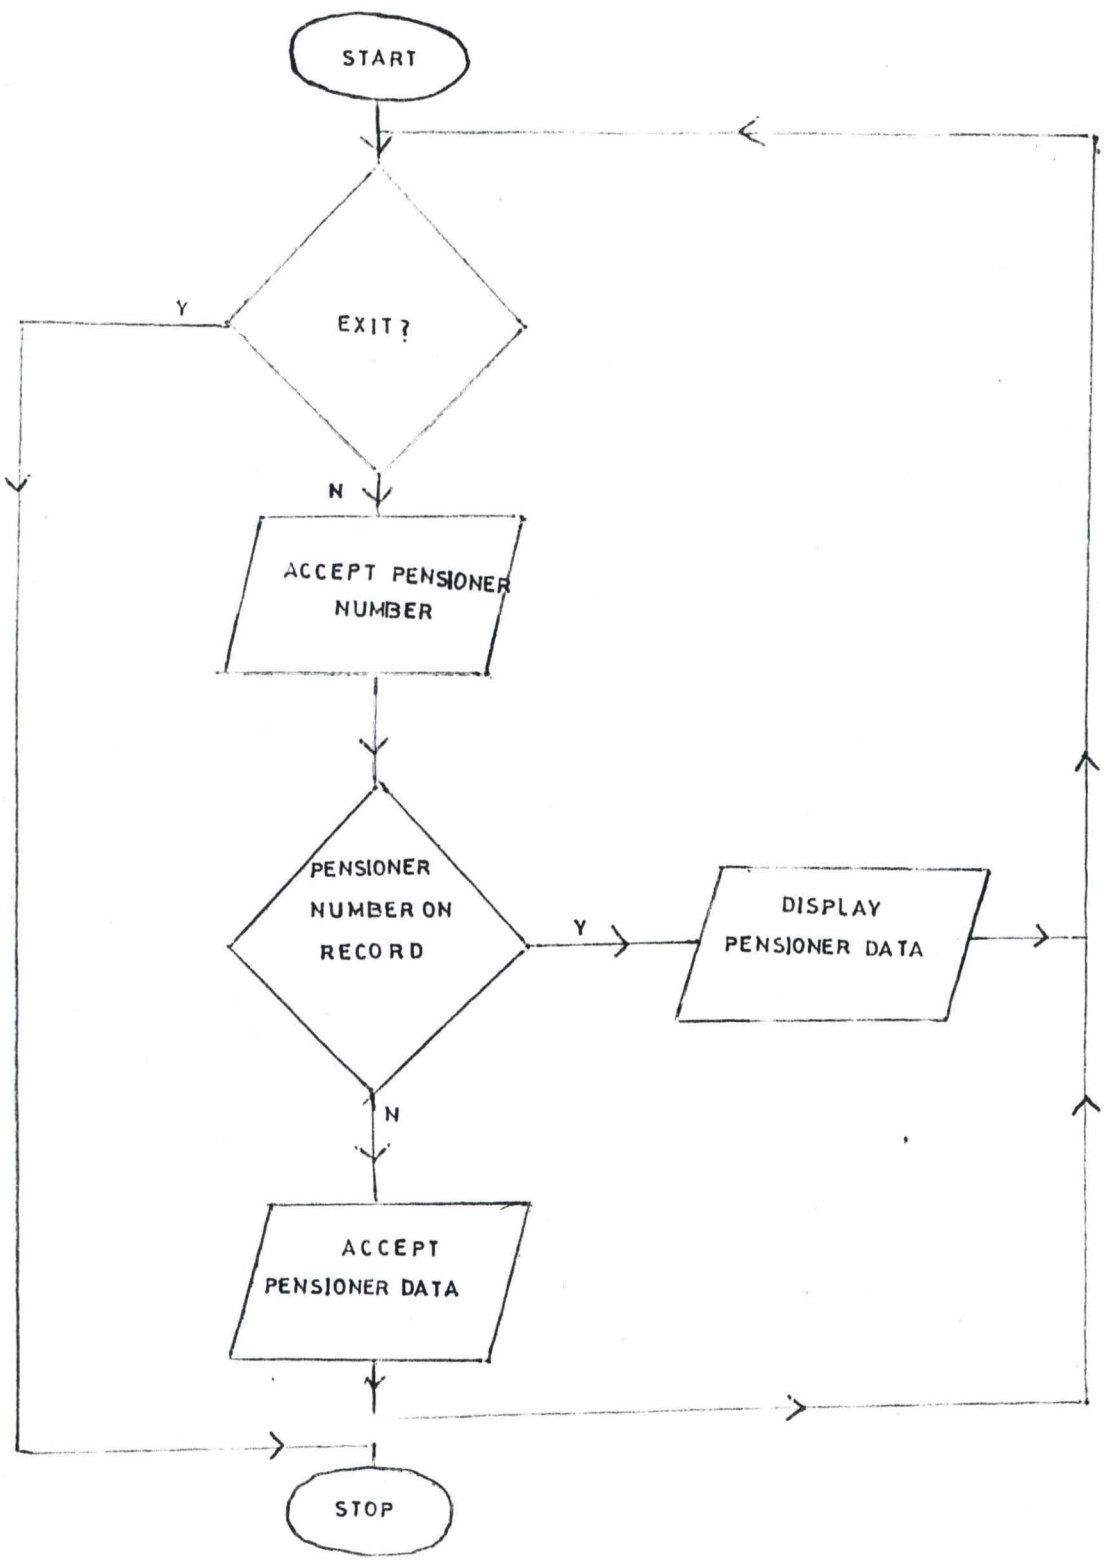 START
Y
EXIT?
N
ACCEPT PENSIONER
NUMBER
PENSIONER
NUMBER ON
RECORD
Y
DISPLAY
PENSIONER DATA
N
ACCEPT
PENSIONER DATA
STOP